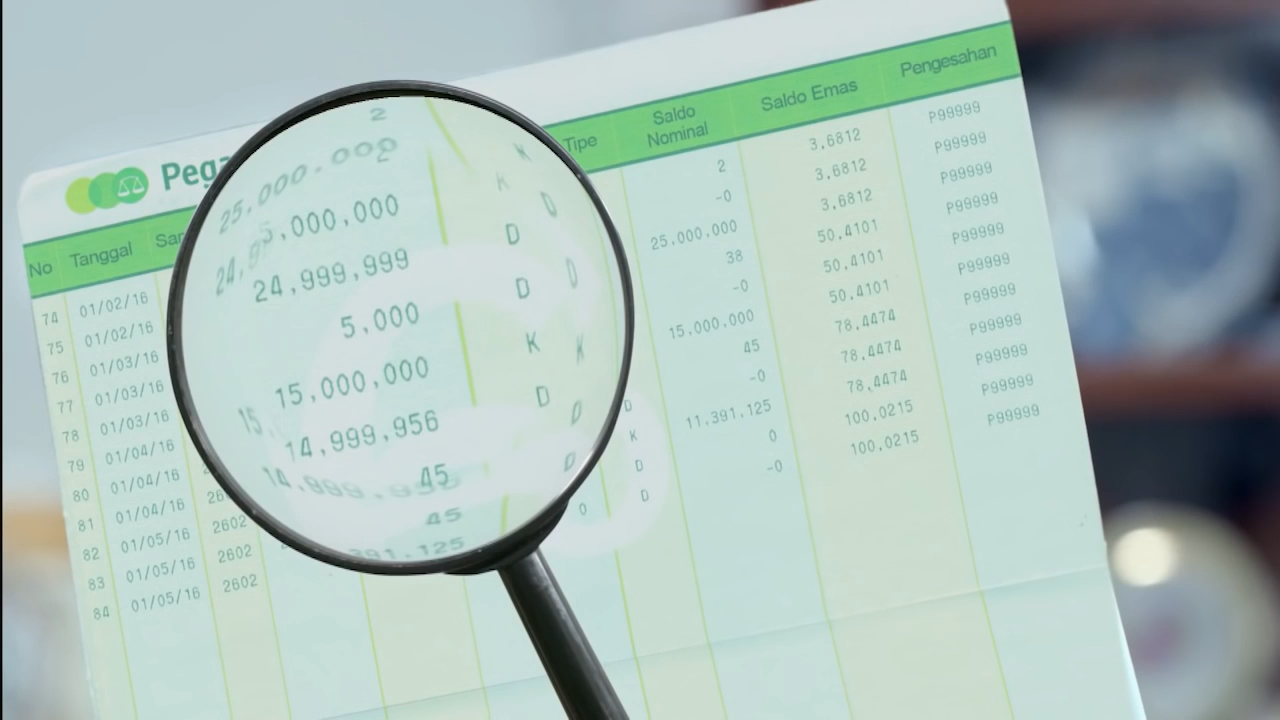 No Tanggal Tipe Saldo Nominal Saldo Emas Pengesahan
74 01/02/16 2 3.6812 P99999
75 01/02/16 -0 3.6812 P99999
76 01/03/16 25.000.000 3.6812 P99999
77 01/03/16 38 50.4101 P99999
78 01/03/16 -0 50.4101 P99999
79 01/04/16 15.000.000 50.4101 P99999
80 01/04/16 45 78.4474 P99999
81 01/04/16 D -0 78.4474 P99999
82 01/05/16 2602 K 11.391.125 78.4474 P99999
83 01/05/16 2602 D 0 100.0215 P99999
84 01/05/16 2602 0 D -0 100.0215 P99999
2
25.000.000 K
5,000,000 D
24,999,999 D
5,000 K
15,000,000 D
14,999,956
45
45
391.125